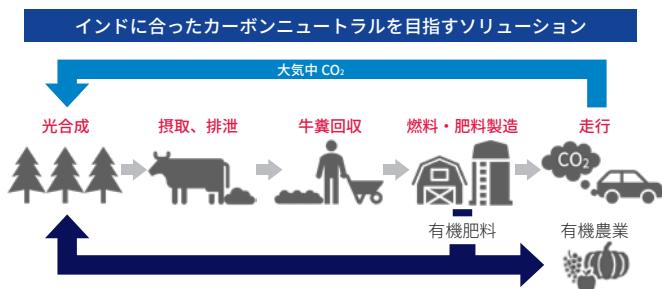 インドに合ったカーボンニュートラルを目指すソリューション
大気中 CO₂
光合成
摂取、排泄
牛糞回収
燃料・肥料製造
走行
CO₂
有機肥料
有機農業